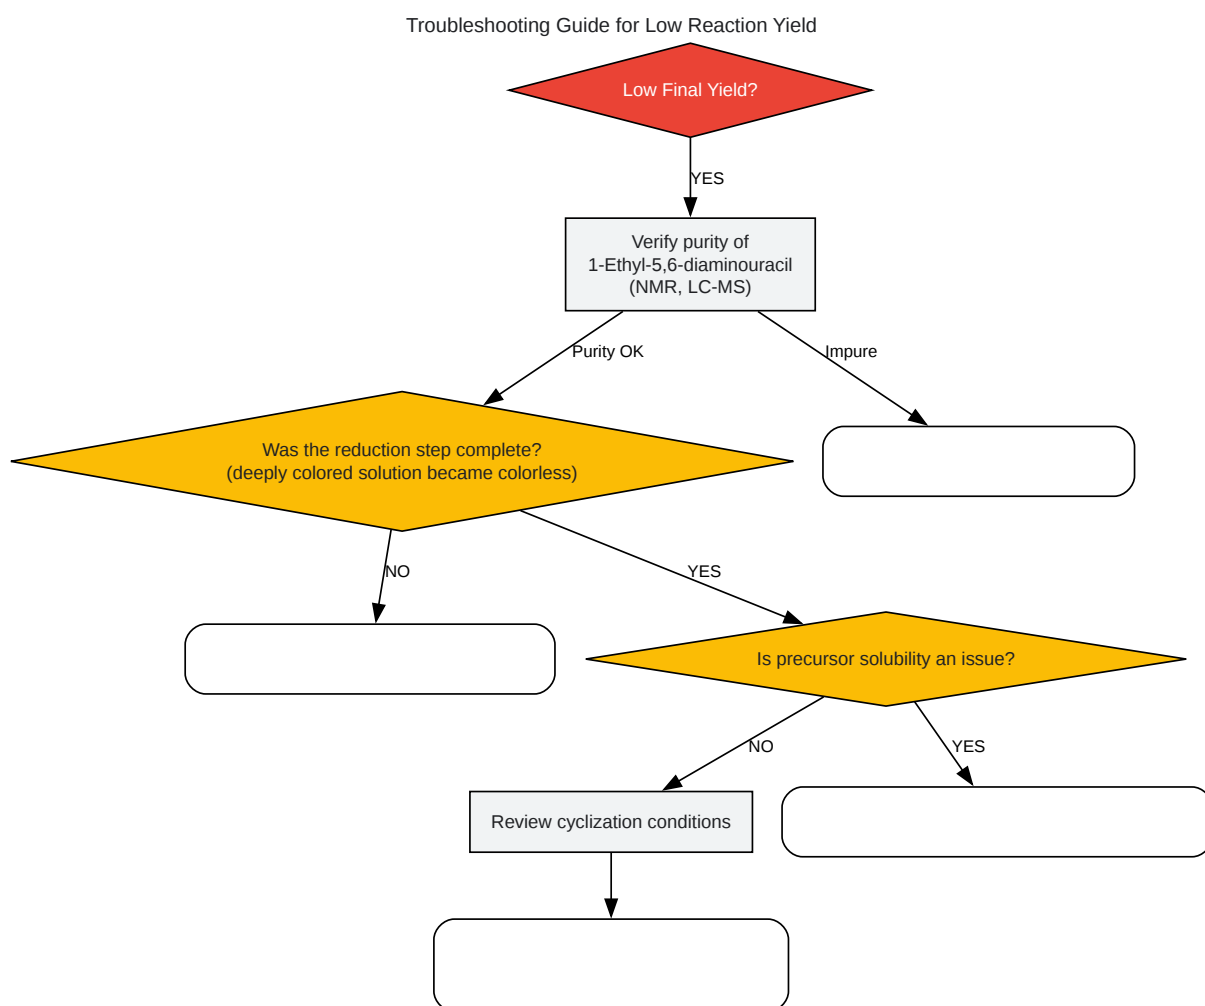 Troubleshooting Guide for Low Reaction Yield
Low Final Yield?
YES
Verify purity of
1-Ethyl-5,6-diaminouracil
(NMR, LC-MS)
Purity OK
Impure
Was the reduction step complete?
(deeply colored solution became colorless)
NO
YES
Is precursor solubility an issue?
NO
YES
Review cyclization conditions